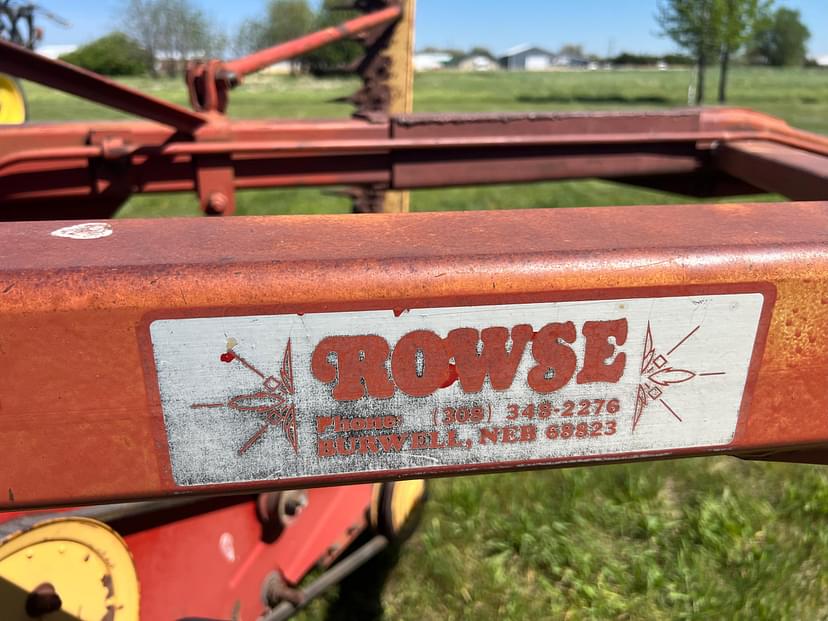 ROWSE
Phone (308) 348-2276
BURWELL, NEB 68823